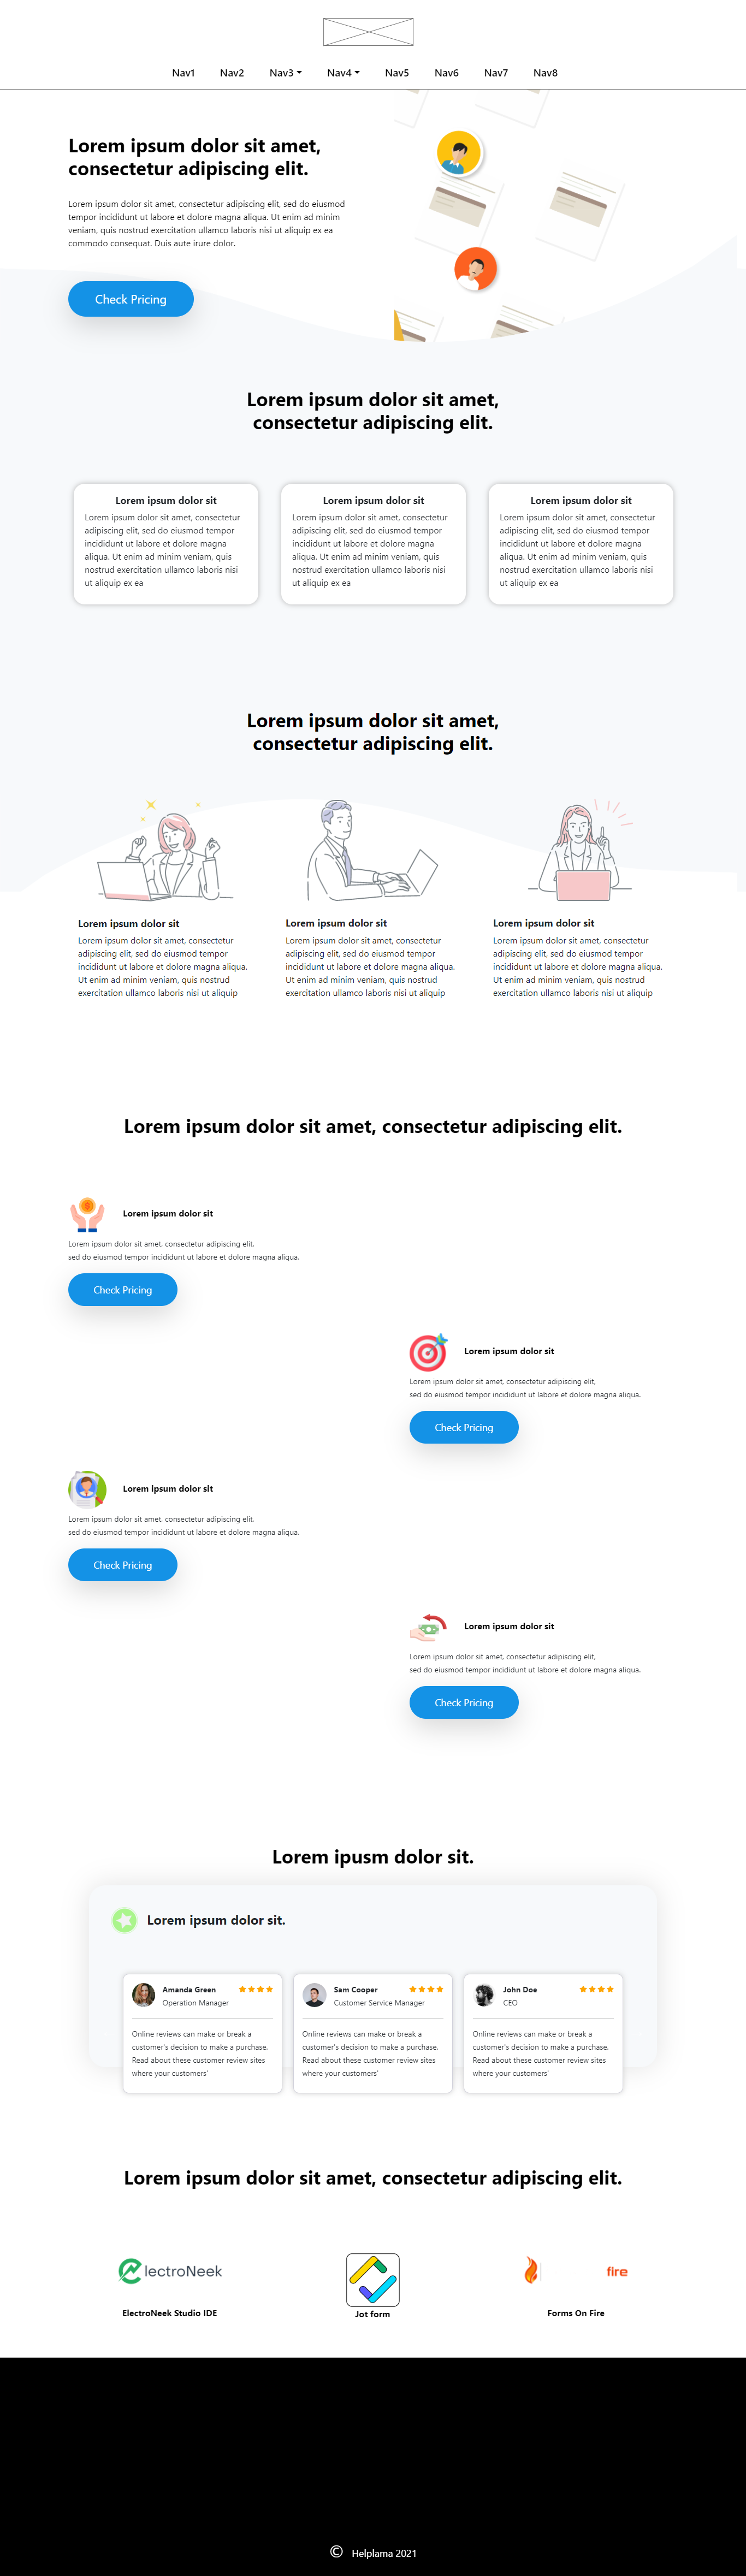 Nav1 Nav2 Nav3 Nav4 Nav5 Nav6 Nav7 Nav8
Lorem ipsum dolor sit amet,
consectetur adipiscing elit.
Lorem ipsum dolor sit amet, consectetur adipiscing elit, sed do eiusmod
tempor incididunt ut labore et dolore magna aliqua. Ut enim ad minim
veniam, quis nostrud exercitation ullamco laboris nisi ut aliquip ex ea
commodo consequat. Duis aute irure dolor.
Check Pricing
Lorem ipsum dolor sit amet,
consectetur adipiscing elit.
Lorem ipsum dolor sit
Lorem ipsum dolor sit amet, consectetur
adipiscing elit, sed do eiusmod tempor
incididunt ut labore et dolore magna
aliqua. Ut enim ad minim veniam, quis
nostrud exercitation ullamco laboris nisi
ut aliquip ex ea
Lorem ipsum dolor sit
Lorem ipsum dolor sit amet, consectetur
adipiscing elit, sed do eiusmod tempor
incididunt ut labore et dolore magna
aliqua. Ut enim ad minim veniam, quis
nostrud exercitation ullamco laboris nisi
ut aliquip ex ea
Lorem ipsum dolor sit
Lorem ipsum dolor sit amet, consectetur
adipiscing elit, sed do eiusmod tempor
incididunt ut labore et dolore magna
aliqua. Ut enim ad minim veniam, quis
nostrud exercitation ullamco laboris nisi
ut aliquip ex ea
Lorem ipsum dolor sit amet,
consectetur adipiscing elit.
Lorem ipsum dolor sit
Lorem ipsum dolor sit amet, consectetur
adipiscing elit, sed do eiusmod tempor
incididunt ut labore et dolore magna aliqua.
Ut enim ad minim veniam, quis nostrud
exercitation ullamco laboris nisi ut aliquip
Lorem ipsum dolor sit
Lorem ipsum dolor sit amet, consectetur
adipiscing elit, sed do eiusmod tempor
incididunt ut labore et dolore magna aliqua.
Ut enim ad minim veniam, quis nostrud
exercitation ullamco laboris nisi ut aliquip
Lorem ipsum dolor sit
Lorem ipsum dolor sit amet, consectetur
adipiscing elit, sed do eiusmod tempor
incididunt ut labore et dolore magna aliqua.
Ut enim ad minim veniam, quis nostrud
exercitation ullamco laboris nisi ut aliquip
Lorem ipsum dolor sit amet, consectetur adipiscing elit.
Lorem ipsum dolor sit
Lorem ipsum dolor sit amet, consectetur adipiscing elit,
sed do eiusmod tempor incididunt ut labore et dolore magna aliqua.
Check Pricing
Lorem ipsum dolor sit
Lorem ipsum dolor sit amet, consectetur adipiscing elit,
sed do eiusmod tempor incididunt ut labore et dolore magna aliqua.
Check Pricing
Lorem ipsum dolor sit
Lorem ipsum dolor sit amet, consectetur adipiscing elit,
sed do eiusmod tempor incididunt ut labore et dolore magna aliqua.
Check Pricing
Lorem ipsum dolor sit
Lorem ipsum dolor sit amet, consectetur adipiscing elit,
sed do eiusmod tempor incididunt ut labore et dolore magna aliqua.
Check Pricing
Lorem ipusm dolor sit.
Lorem ipsum dolor sit.
Amanda Green
Operation Manager
Online reviews can make or break a
customer's decision to make a purchase.
Read about these customer review sites
where your customers'
Sam Cooper
Customer Service Manager
Online reviews can make or break a
customer's decision to make a purchase.
Read about these customer review sites
where your customers'
John Doe
CEO
Online reviews can make or break a
customer's decision to make a purchase.
Read about these customer review sites
where your customers'
Lorem ipsum dolor sit amet, consectetur adipiscing elit.
lectroNeek
ElectroNeek Studio IDE
Jot form
fire
Forms On Fire
© Helplama 2021